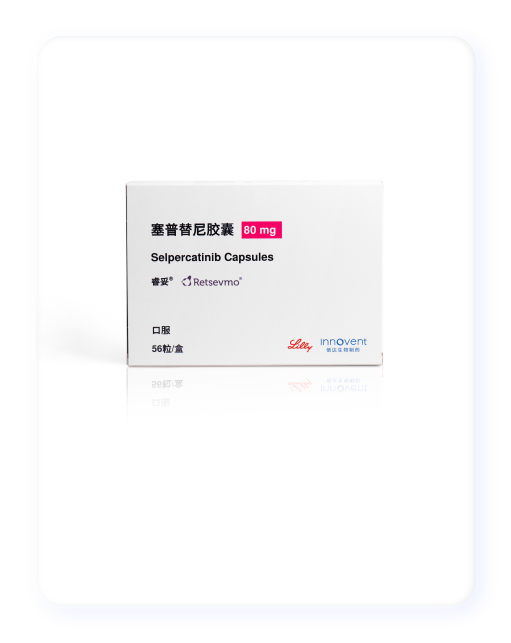 塞普替尼胶囊 80 mg
Selpercatinib Capsules
睿妥® Retsevmo®
口服
56粒/盒
Lilly innovent
信达生物制药